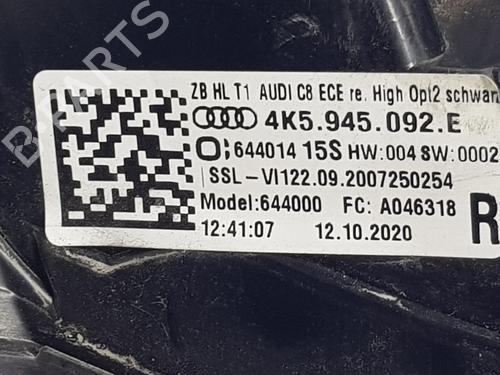 ZB HL T1 AUDI C8 ECE re. High Opt2 schwar
4K5.945.092.E
O;644014 15S HW:004 SW:0002
SSL-VI122.09.2007250254
Model:644000 FC: A046318
12:41:07 12.10.2020
R
B-PARTS